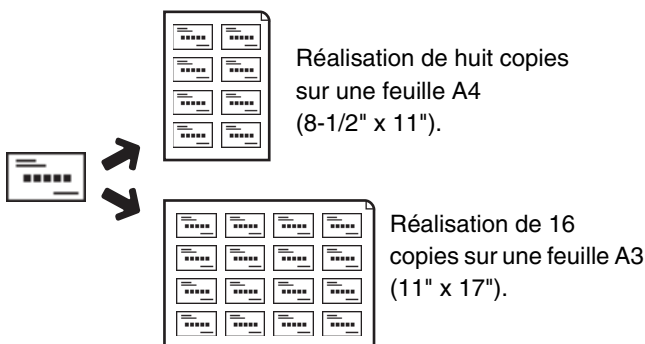 Réalisation de huit copies
sur une feuille A4
(8-1/2" x 11").
Réalisation de 16
copies sur une feuille A3
(11" x 17").